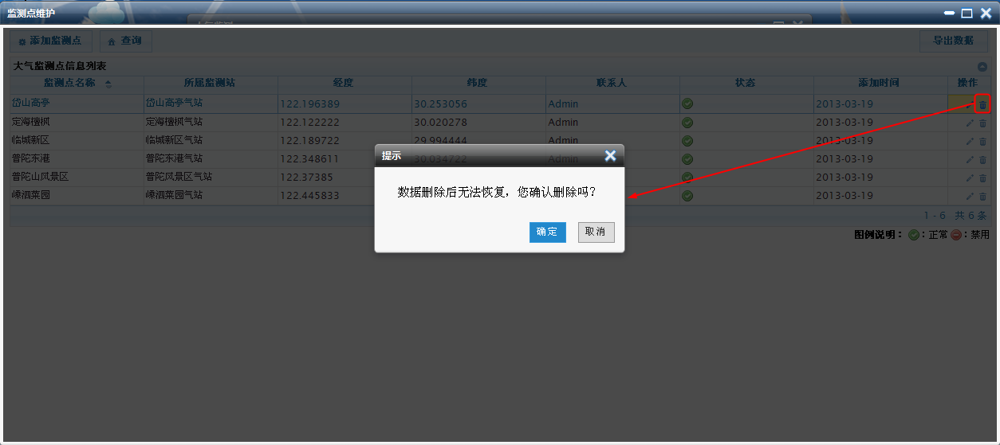 监测点维护
添加监测点 查询 导出数据
大气监测点信息列表
监测点名称 所属监测站 经度 纬度 联系人 状态 添加时间 操作
岱山高亭 岱山高亭气站 122.196389 30.253056 Admin 2013-03-19
定海檀枫 定海檀枫气站 122.122222 30.020278 Admin 2013-03-19
临城新区 临城新区气站 122.189722 29.994444 Admin 2013-03-19
普陀东港 普陀东港气站 122.348611 30.034722 Admin 2013-03-19
普陀山风景区 普陀风景区气站 122.37385 2013-03-19
嵊泗菜园 嵊泗菜园气站 122.445833 2013-03-19
1 - 6 共 6 条
图例说明：：正常：禁用
提示
数据删除后无法恢复，您确认删除吗？
确定 取消